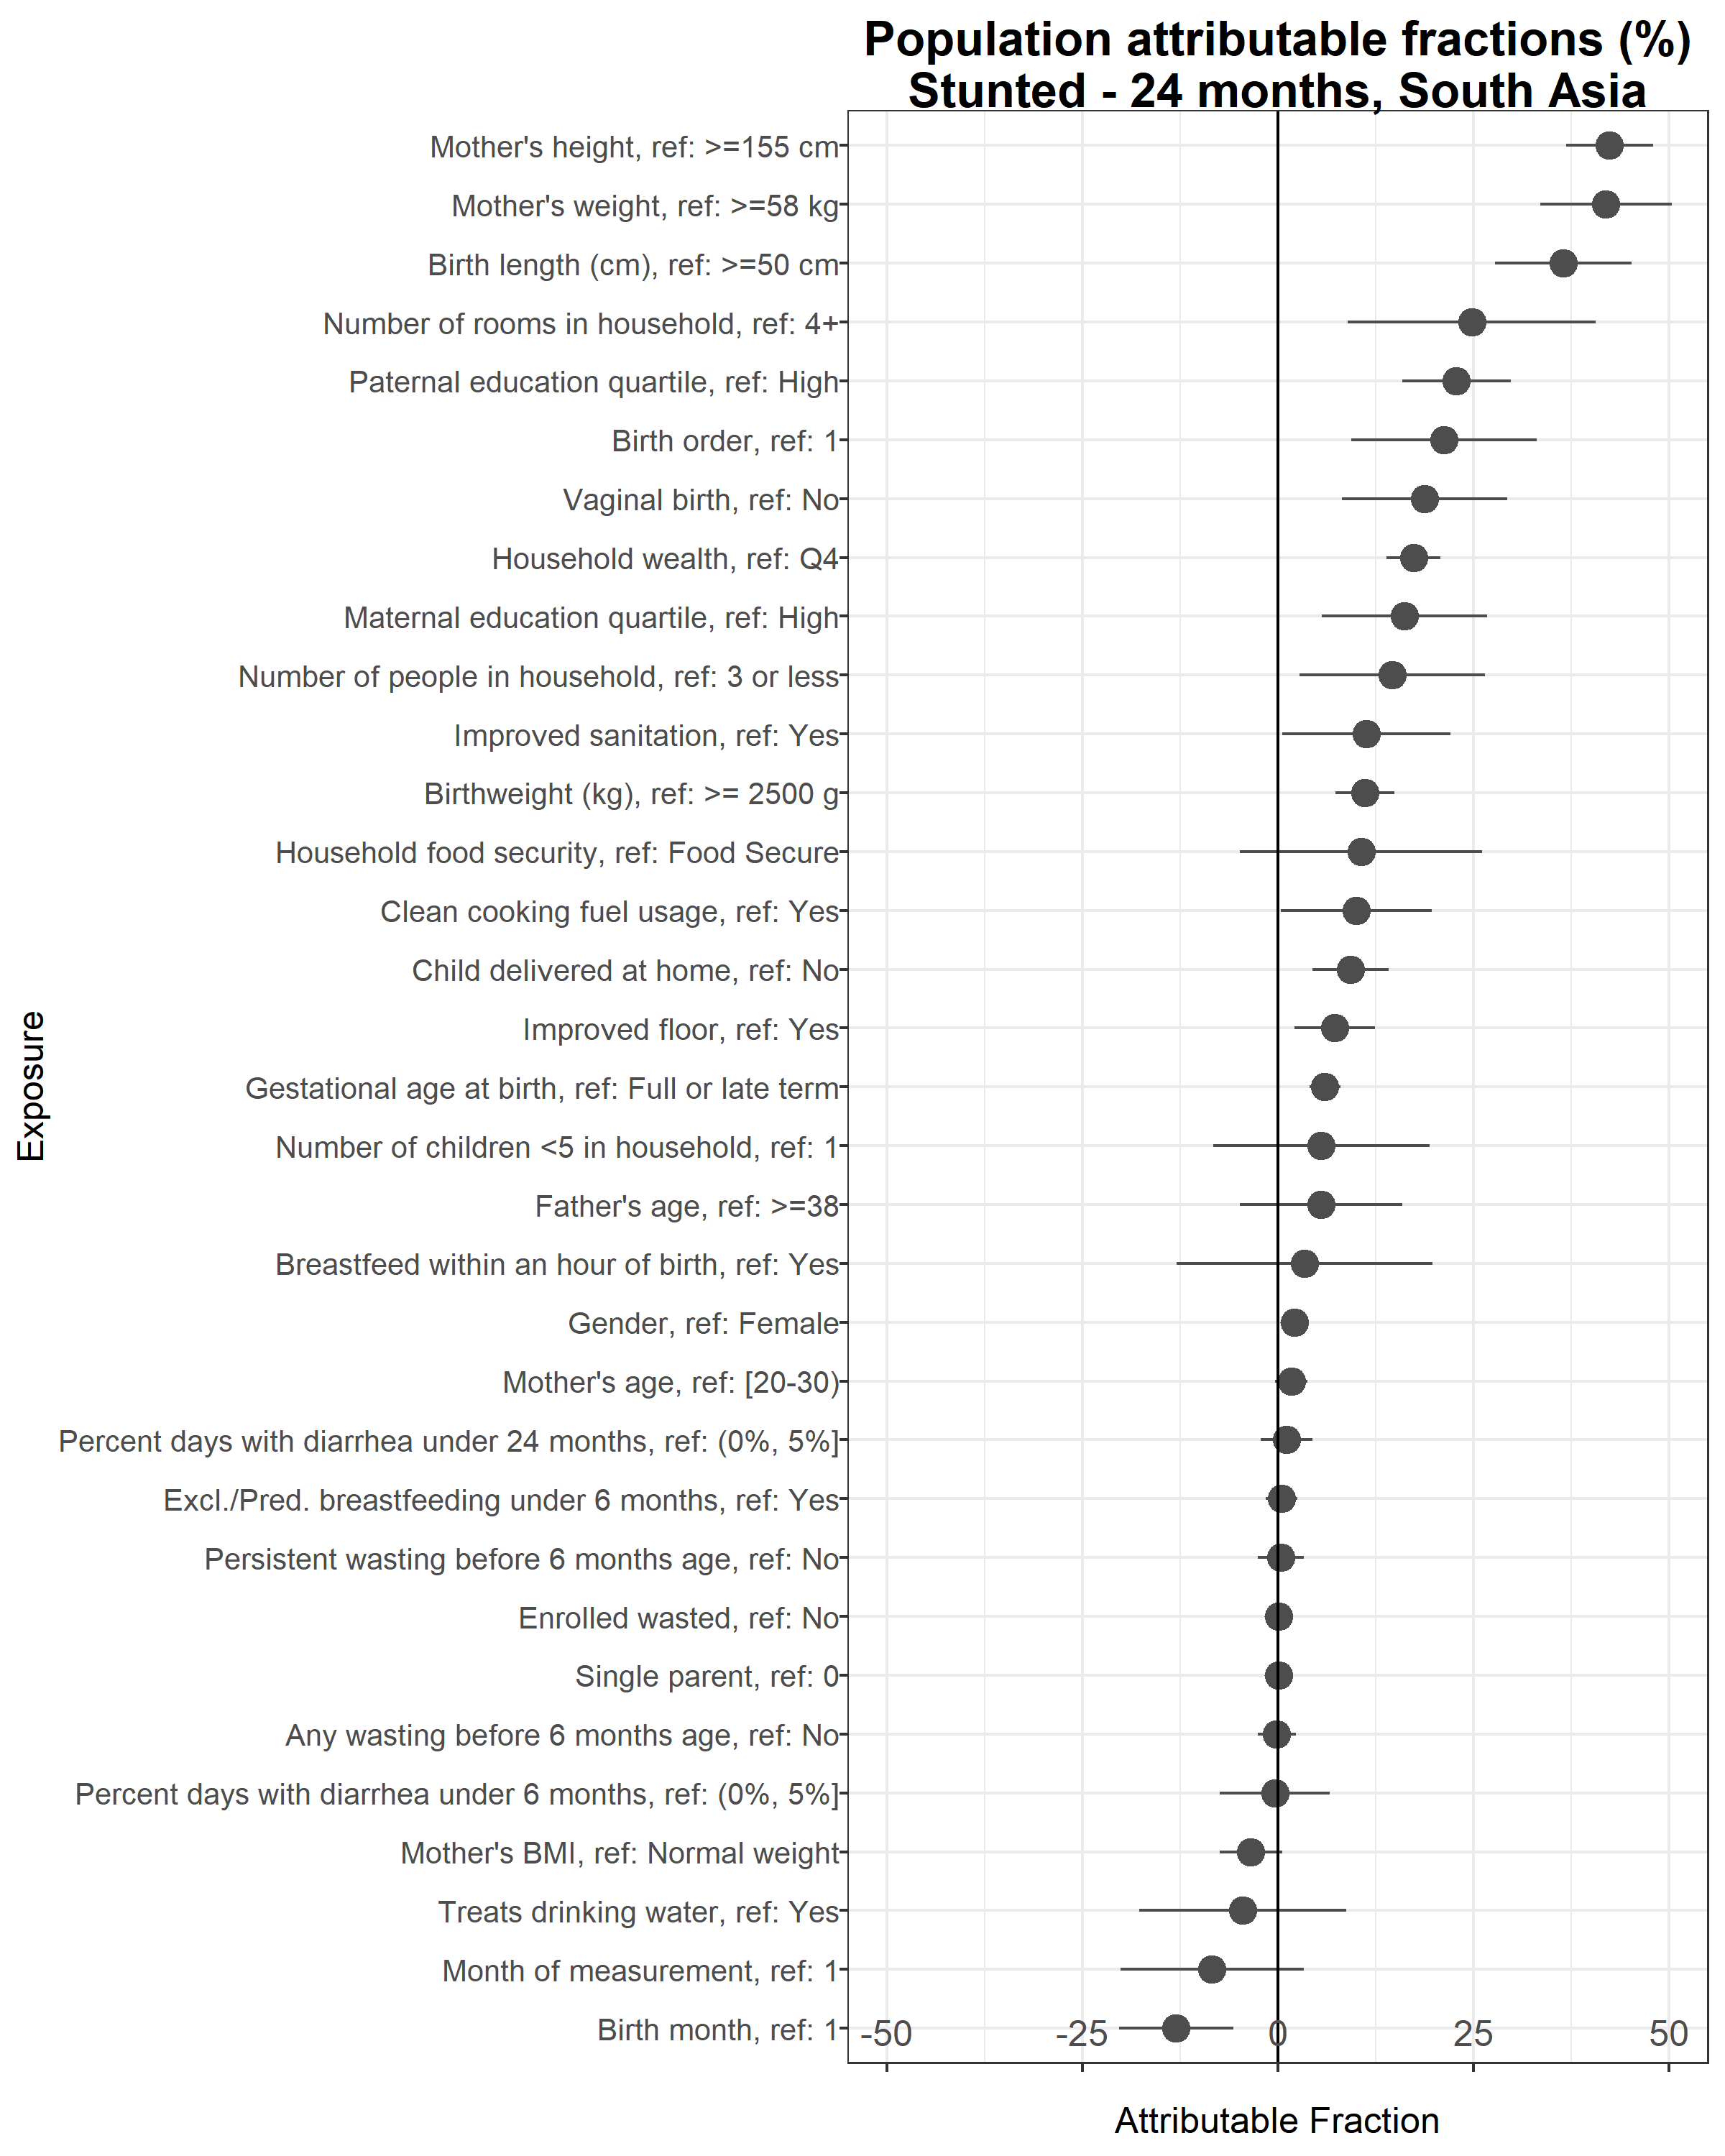 Population attributable fractions (%)
Stunted - 24 months, South Asia
Mother's height, ref: >=155 cm
Mother's weight, ref: >=58 kg
Birth length (cm), ref: >=50 cm
Number of rooms in household, ref: 4+
Paternal education quartile, ref: High
Birth order, ref: 1
Vaginal birth, ref: No
Household wealth, ref: Q4
Maternal education quartile, ref: High
Number of people in household, ref: 3 or less
Improved sanitation, ref: Yes
Birthweight (kg), ref: >= 2500 g
Household food security, ref: Food Secure
Clean cooking fuel usage, ref: Yes
Child delivered at home, ref: No
Improved floor, ref: Yes
Gestational age at birth, ref: Full or late term
Number of children <5 in household, ref: 1
Father's age, ref: >=38
Breastfeed within an hour of birth, ref: Yes
Gender, ref: Female
Mother's age, ref: [20-30)
Percent days with diarrhea under 24 months, ref: (0%, 5%]
Excl./Pred. breastfeeding under 6 months, ref: Yes
Persistent wasting before 6 months age, ref: No
Enrolled wasted, ref: No
Single parent, ref: 0
Any wasting before 6 months age, ref: No
Percent days with diarrhea under 6 months, ref: (0%, 5%]
Mother's BMI, ref: Normal weight
Treats drinking water, ref: Yes
Month of measurement, ref: 1
Birth month, ref: 1
Exposure
-50 -25 0 25 50
Attributable Fraction